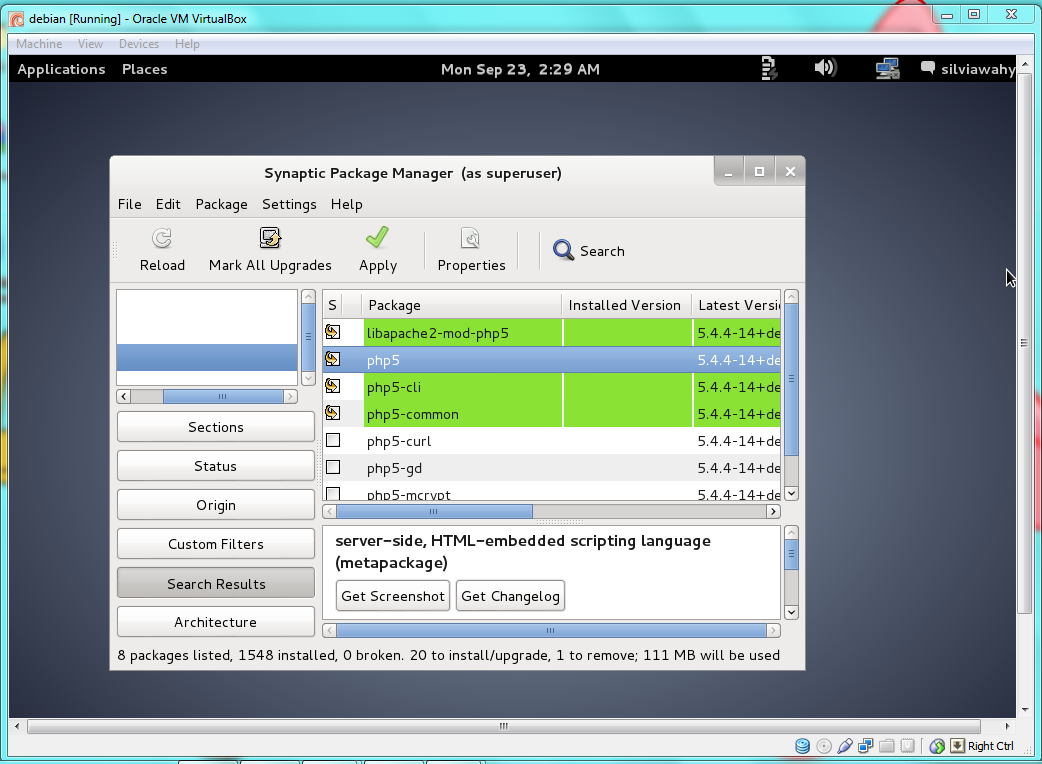 debian [Running] - Oracle VM VirtualBox
Machine View Devices Help
Applications Places Mon Sep 23, 2:29 AM silviawahy
Synaptic Package Manager (as superuser)
File Edit Package Settings Help
Reload Mark All Upgrades Apply Properties Search
S Package Installed Version Latest Versi
libapache2-mod-php5 5.4.4-14+de
php5 5.4.4-14+de
php5-cli 5.4.4-14+de
php5-common 5.4.4-14+de
php5-curl 5.4.4-14+de
php5-gd 5.4.4-14+de
php5-mcrypt 5.4.4-14+de
Sections
Status
Origin
Custom Filters
Search Results
Architecture
server-side, HTML-embedded scripting language
(metapackage)
Get Screenshot Get Changelog
8 packages listed, 1548 installed, 0 broken. 20 to install/upgrade, 1 to remove; 111 MB will be used
Right Ctrl